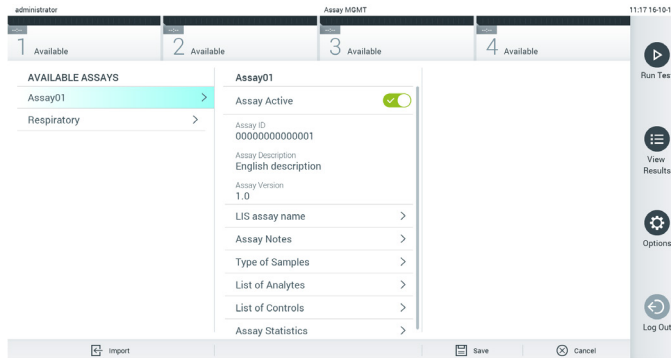 administrator Assay MGMT 11:17 16-10-1
1 Available 2 Available 3 Available 4 Available
AVAILABLE ASSAYS
Assay01
Respiratory
Assay01
Assay Active
Assay ID
00000000000001
Assay Description
English description
Assay Version
1.0
LIS assay name
Assay Notes
Type of Samples
List of Analytes
List of Controls
Assay Statistics
Run Test
View
Results
Options
Log Out
Import Save Cancel